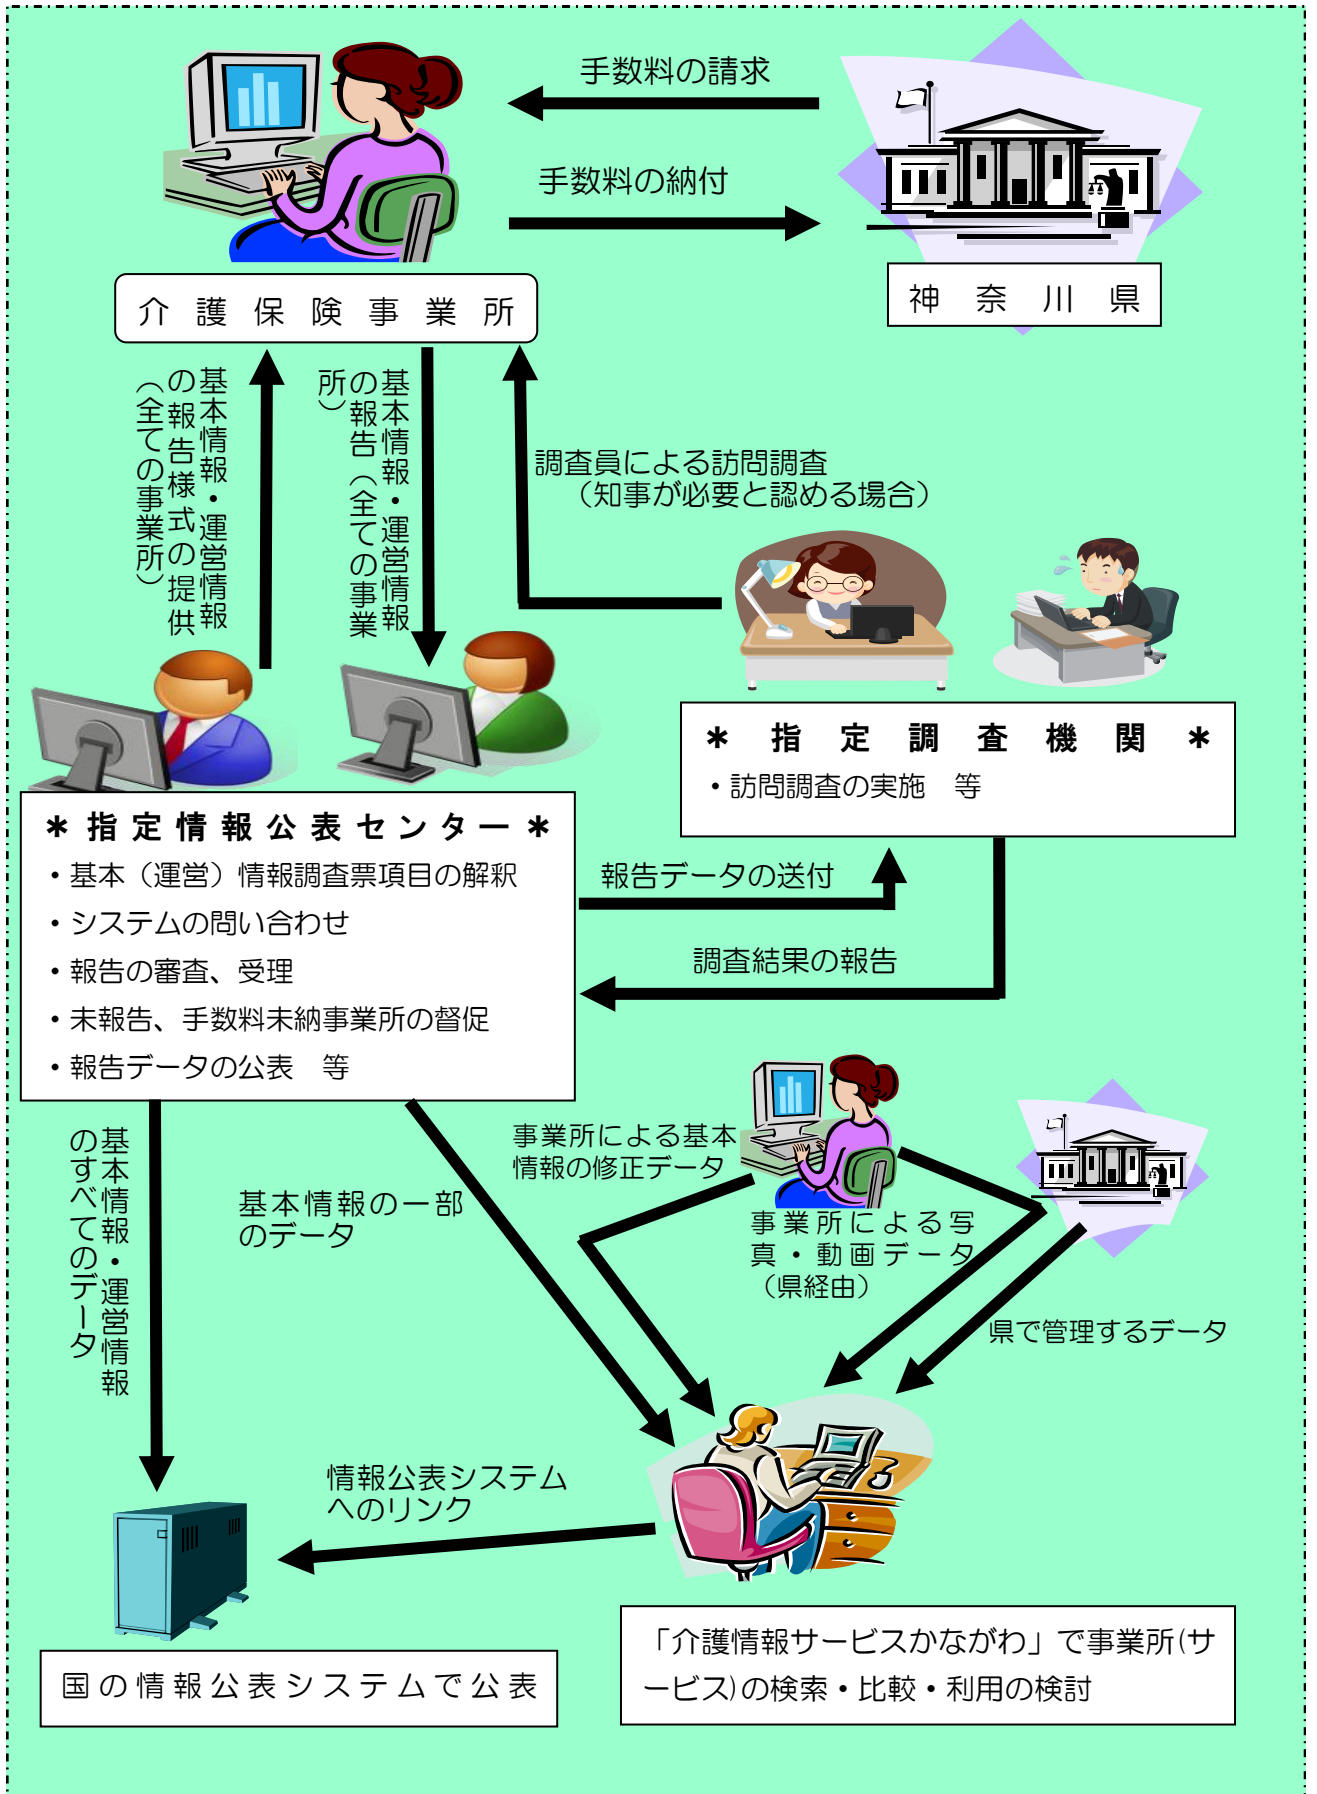 手数料の請求
手数料の納付
介護保険事業所
神奈川県
基本情報・運営情報
の報告様式の提供
（全ての事業所）
基本情報・運営情報
の報告（全ての事業
所）
調査員による訪問調査
（知事が必要と認める場合）
＊指定調査機関＊
・訪問調査の実施　等
＊指定情報公表センター＊
・基本（運営）情報調査票項目の解釈
・システムの問い合わせ
・報告の審査、受理
・未報告、手数料未納事業所の督促
・報告データの公表　等
報告データの送付
調査結果の報告
基本情報・運営情報
のすべてのデータ
基本情報の一部
のデータ
事業所による基本
情報の修正データ
事業所による写
真・動画データ
（県経由）
県で管理するデータ
情報公表システム
へのリンク
国の情報公表システムで公表
「介護情報サービスかながわ」で事業所(サ
ービス)の検索・比較・利用の検討